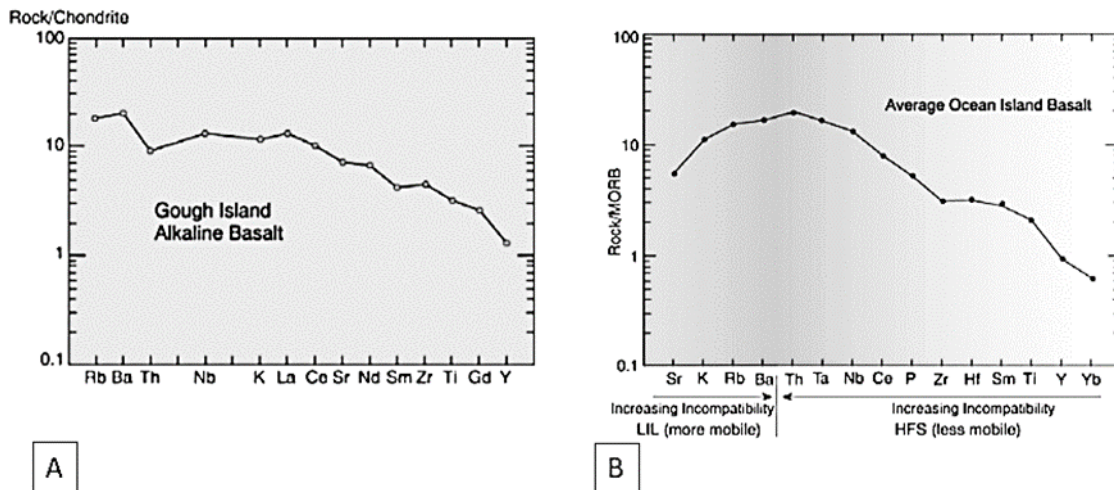 Rock/Chondrite
100
10
1
0.1
Gough Island
Alkaline Basalt
Rb Ba Th Nb K La Ce Sr Nd Sm Zr Ti Gd Y
A
100
10
1
0.1
Rock/MORB
Average Ocean Island Basalt
Sr K Rb Ba Th Ta Nb Ce P Zr Hf Sm Ti Y Yb
Increasing Incompatibility Increasing Incompatibility
LIL (more mobile) HFS (less mobile)
B